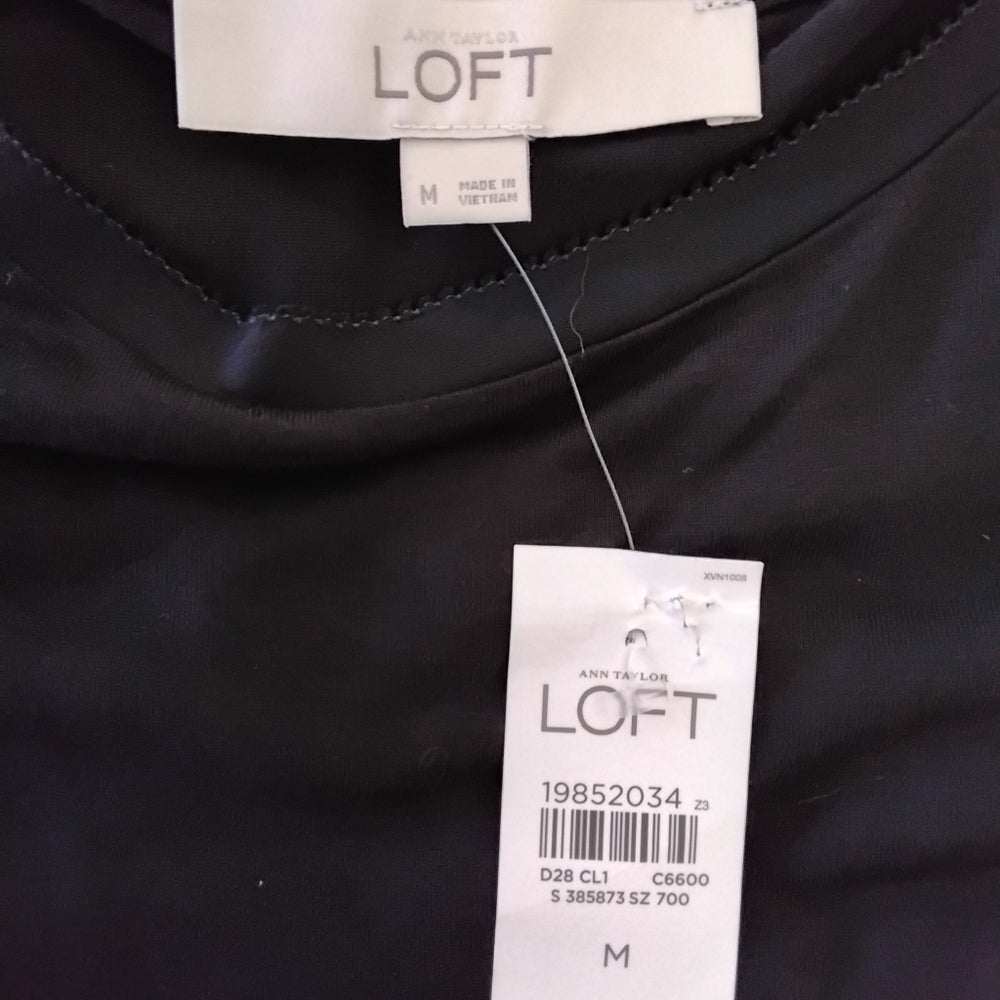 ANN TAYLOR
LOFT
M MADE IN
VIETNAM
XVN1008
ANN TAYLOR
LOFT
19852034 Z3
D28 CL1 C6600
S 385873 SZ 700
M